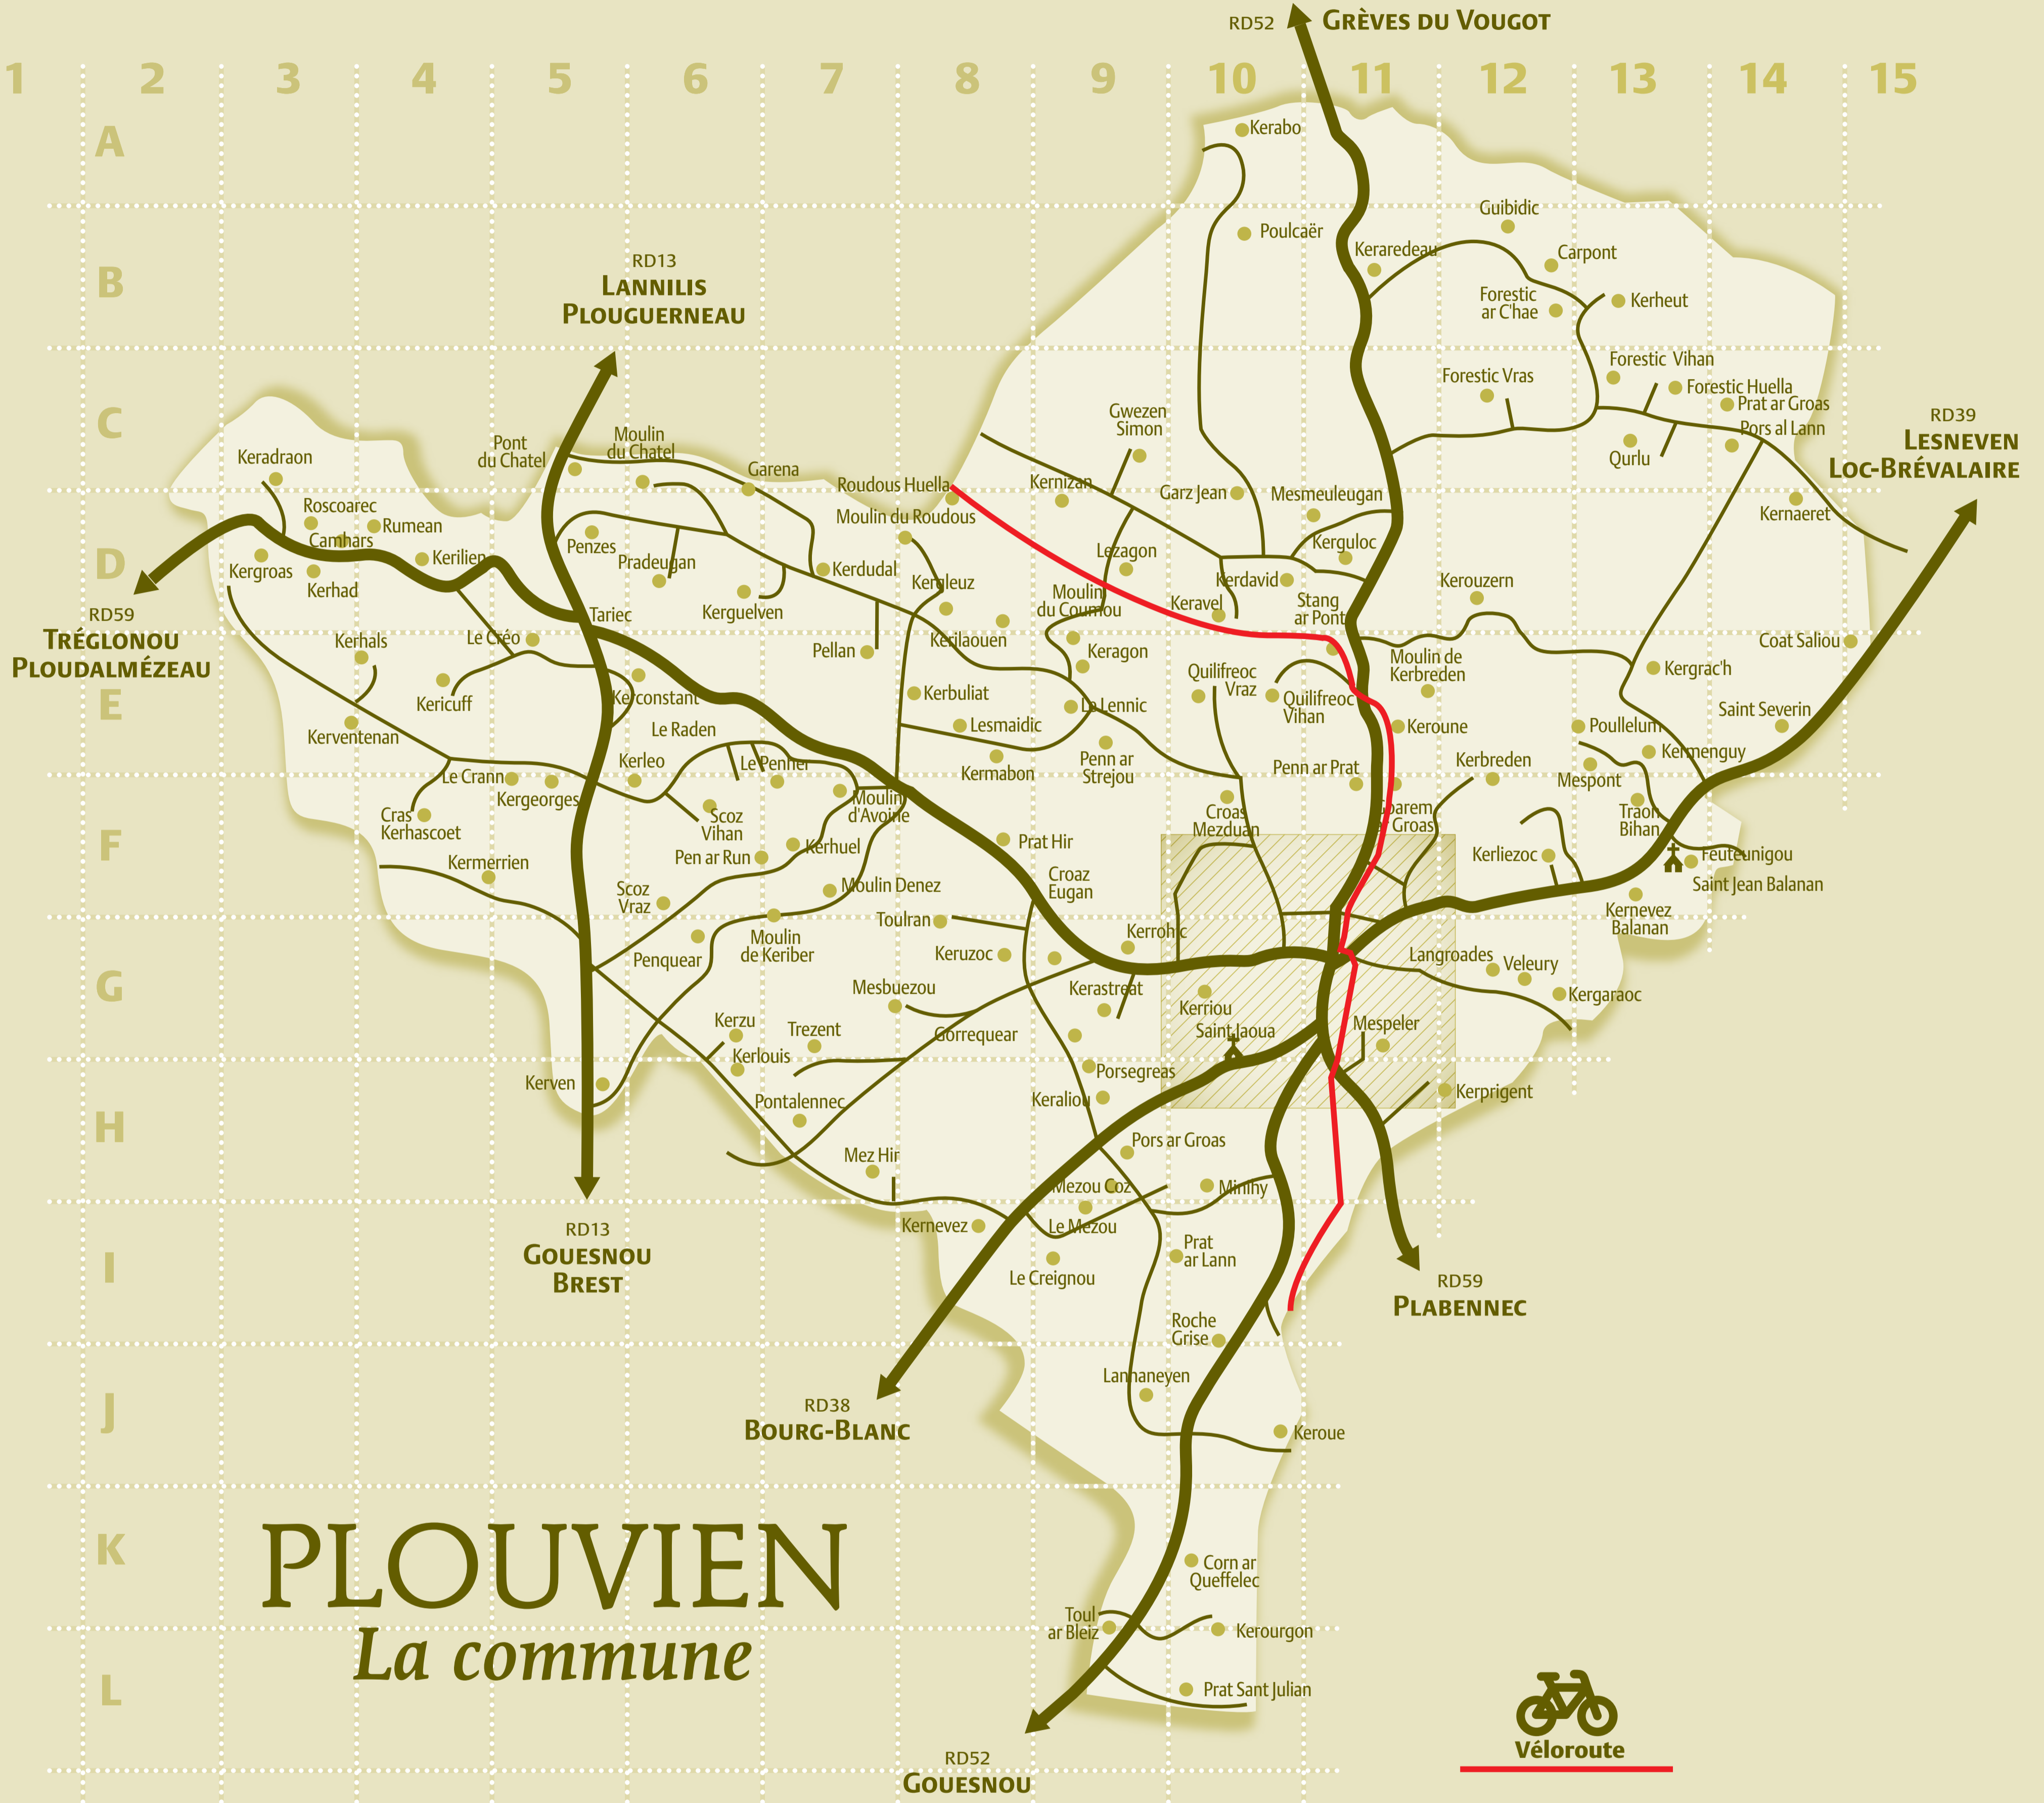 RD52
GRÈVES DU VOUGOT
1 2 3 4 5 6 7 8 9 10 11 12 13 14 15
A
B
C
D
E
F
G
H
I
J
K
L
Kerabo
Guibidic
Poulcaër
Keraredeau
Carpont
RD13
LANNILIS
PLOUGUERNEAU
Forestic
ar C'hae
Kerheut
Forestic Vihan
Forestic Vras
Forestic Huella
Prat ar Groas
Pors al Lann
Qurlu
RD39
LESNEVEN
LOC-BRÉVALAIRE
Gwezen
Simon
Pont
du Chatel
Moulin
du Chatel
Keradraon
Garena
Roudous Huella
Kernizan
Garz Jean
Mesmeuleugan
Roscoarec
Camhars
Rumean
Moulin du Roudous
Kernaeret
Penzes
Kerguloc
Lezagon
Kergroas
Kerhad
Kerilien
Pradeugan
Kerdudal
Kergleuz
Kerdavid
Kerouzern
Moulin
du Coumou
Keravel
Stang
ar Pont
RD59
TRÉGLONOU
PLOUDALMÉZEAU
Tariec
Kerguelven
Kerhals
Le Créo
Pellan
Kerilaouen
Keragon
Coat Saliou
Moulin de
Kerbreden
Kergrac'h
Quilifreoc
Vraz
Quilifreoc
Vihan
Kericuff
Kerconstant
Kerbuliat
Le Lennic
Kerventenan
Le Raden
Lesmaidic
Keroune
Poullelum
Saint Severin
Kermenguy
Kerleo
Le Penher
Kermabon
Penn ar
Strejou
Penn ar Prat
Kerbreden
Mespont
Le Crann
Kergeorges
Moulin
d'Avoine
Cras
Kerhascoet
Scoz
Vihan
Croas
Mezduan
Goarem
ar Groas
Traon
Bihan
Kermerrien
Pen ar Run
Kerhuel
Prat Hir
Kerliezoc
Feuteunigou
Saint Jean Balanan
Scoz
Vraz
Moulin Denez
Croaz
Eugan
Kernevez
Balanan
Toulran
Kerrohic
Penquear
Moulin
de Keriber
Keruzoc
Langroades
Veleury
Kergaraoc
Mesbuezou
Kerastreat
Kerriou
Kerzu
Trezent
Gorrequear
Saint Jaoua
Mespeler
Kerlouis
Kerven
Porsegreas
Keraliou
Kerprigent
Pontalennec
Pors ar Groas
Mez Hir
Mezou Coz
Minihy
Kernevez
Le Mezou
RD13
GOUESNOU
BREST
Prat
ar Lann
Le Creignou
RD59
PLABENNEC
Roche
Grise
Lannaneyen
RD38
BOURG-BLANC
Keroue
PLOUVIEN
La commune
Corn ar
Queffelec
Toul
ar Bleiz
Kerourgon
Prat Sant Julian
RD52
GOUESNOU
Véloroute